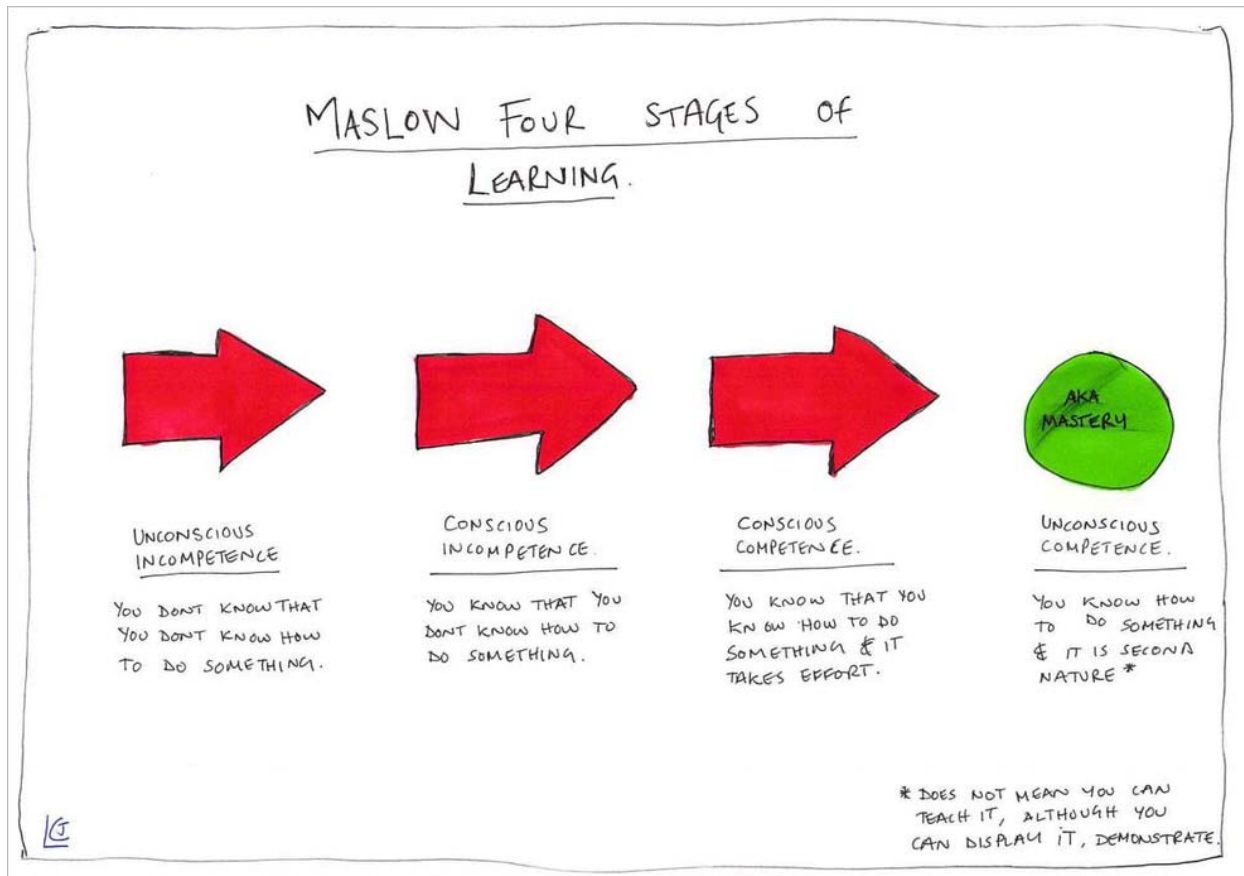 MASLOW FOUR STAGES OF
LEARNING.
AKA
MASTERY
UNCONSCIOUS
INCOMPETENCE
YOU DONT KNOW THAT
YOU DONT KNOW HOW
TO DO SOMETHING.
CONSCIOUS
INCOMPETENCE.
YOU KNOW THAT YOU
DONT KNOW HOW TO
DO SOMETHING.
CONSCIOUS
COMPETENCE.
YOU KNOW THAT YOU
KNOW HOW TO DO
SOMETHING & IT
TAKES EFFORT.
UNCONSCIOUS
COMPETENCE.
YOU KNOW HOW
TO DO SOMETHING
& IT IS SECOND
NATURE *
* DOES NOT MEAN YOU CAN
TEACH IT, ALTHOUGH YOU
CAN DISPLAY IT, DEMONSTRATE.